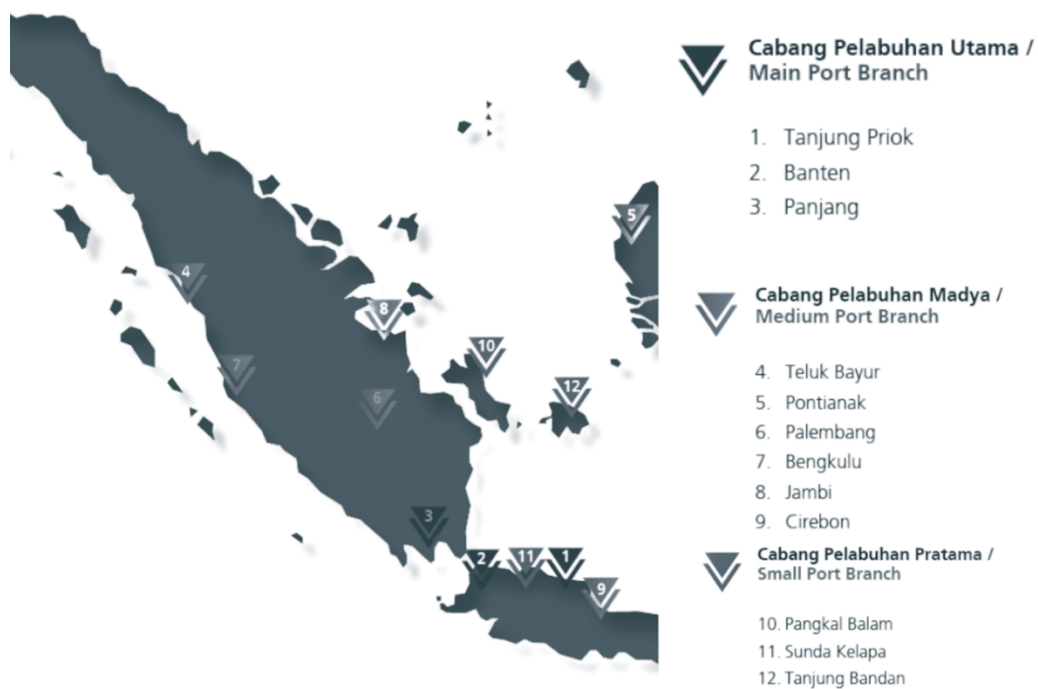 Cabang Pelabuhan Utama /
Main Port Branch
1. Tanjung Priok
2. Banten
3. Panjang
Cabang Pelabuhan Madya /
Medium Port Branch
4. Teluk Bayur
5. Pontianak
6. Palembang
7. Bengkulu
8. Jambi
9. Cirebon
Cabang Pelabuhan Pratama /
Small Port Branch
10. Pangkal Balam
11. Sunda Kelapa
12. Tanjung Bandan
5
4
8
10
7
12
6
3
2
11
1
9